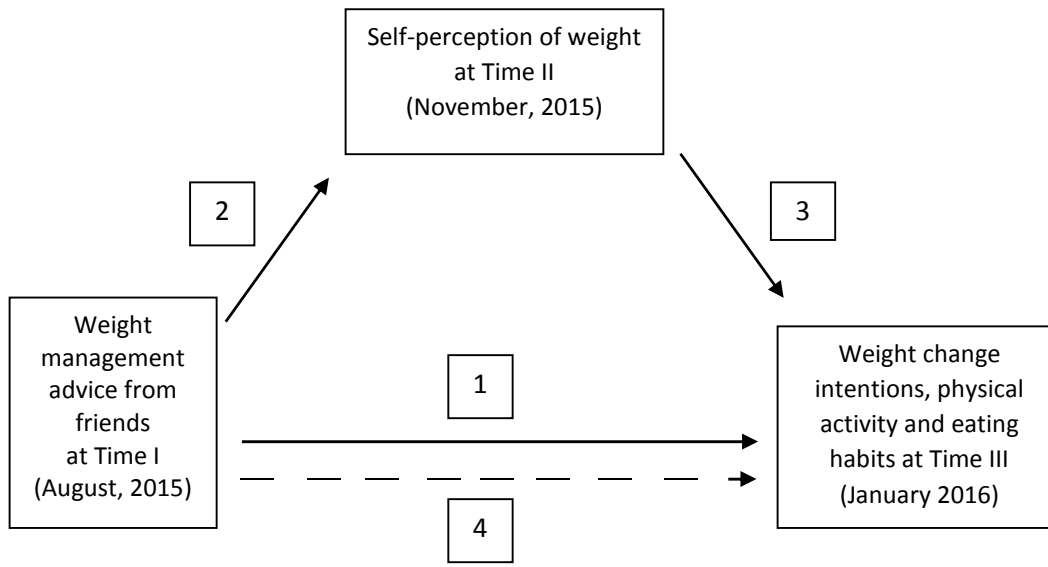 Self-perception of weight
at Time II
(November, 2015)
2
3
Weight
management
advice from
friends
at Time I
(August, 2015)
1
4
Weight change
intentions, physical
activity and eating
habits at Time III
(January 2016)